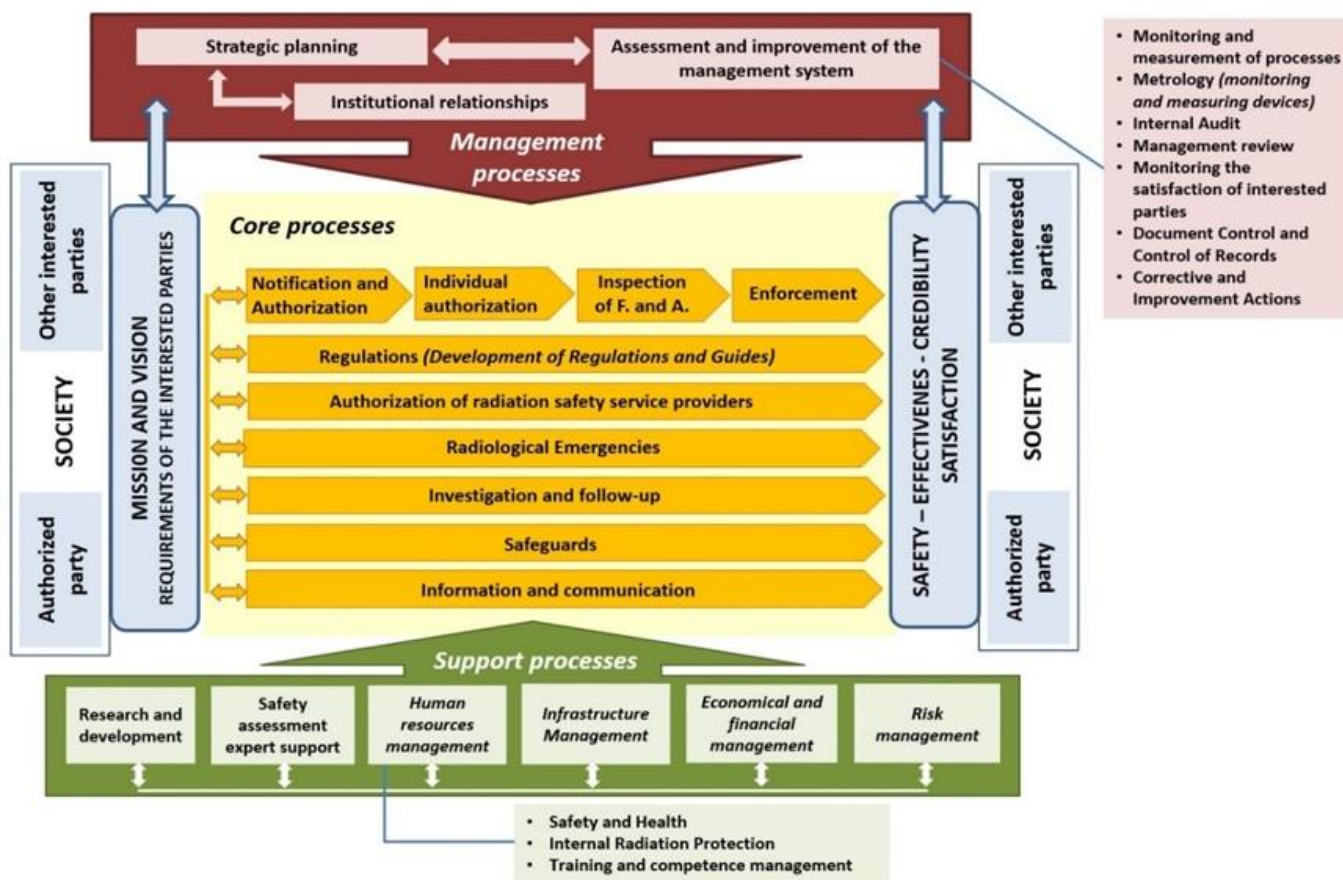 Strategic planning
Assessment and improvement of the
management system
Institutional relationships
Management
processes
• Monitoring and
measurement of processes
• Metrology (monitoring
and measuring devices)
• Internal Audit
• Management review
• Monitoring the
satisfaction of interested
parties
• Document Control and
Control of Records
• Corrective and
Improvement Actions
Other interested
parties
SOCIETY
Authorized
party
MISSION AND VISION
REQUIREMENTS OF THE INTERESTED PARTIES
Core processes
Notification and
Authorization
Individual
authorization
Inspection
of F. and A.
Enforcement
Regulations (Development of Regulations and Guides)
Authorization of radiation safety service providers
Radiological Emergencies
Investigation and follow-up
Safeguards
Information and communication
SAFETY – EFFECTIVENES - CREDIBILITY
SATISFACTION
Other interested
parties
SOCIETY
Authorized
party
Support processes
Research and
development
Safety
assessment
expert support
Human
resources
management
Infrastructure
Management
Economical and
financial
management
Risk
management
• Safety and Health
• Internal Radiation Protection
• Training and competence management